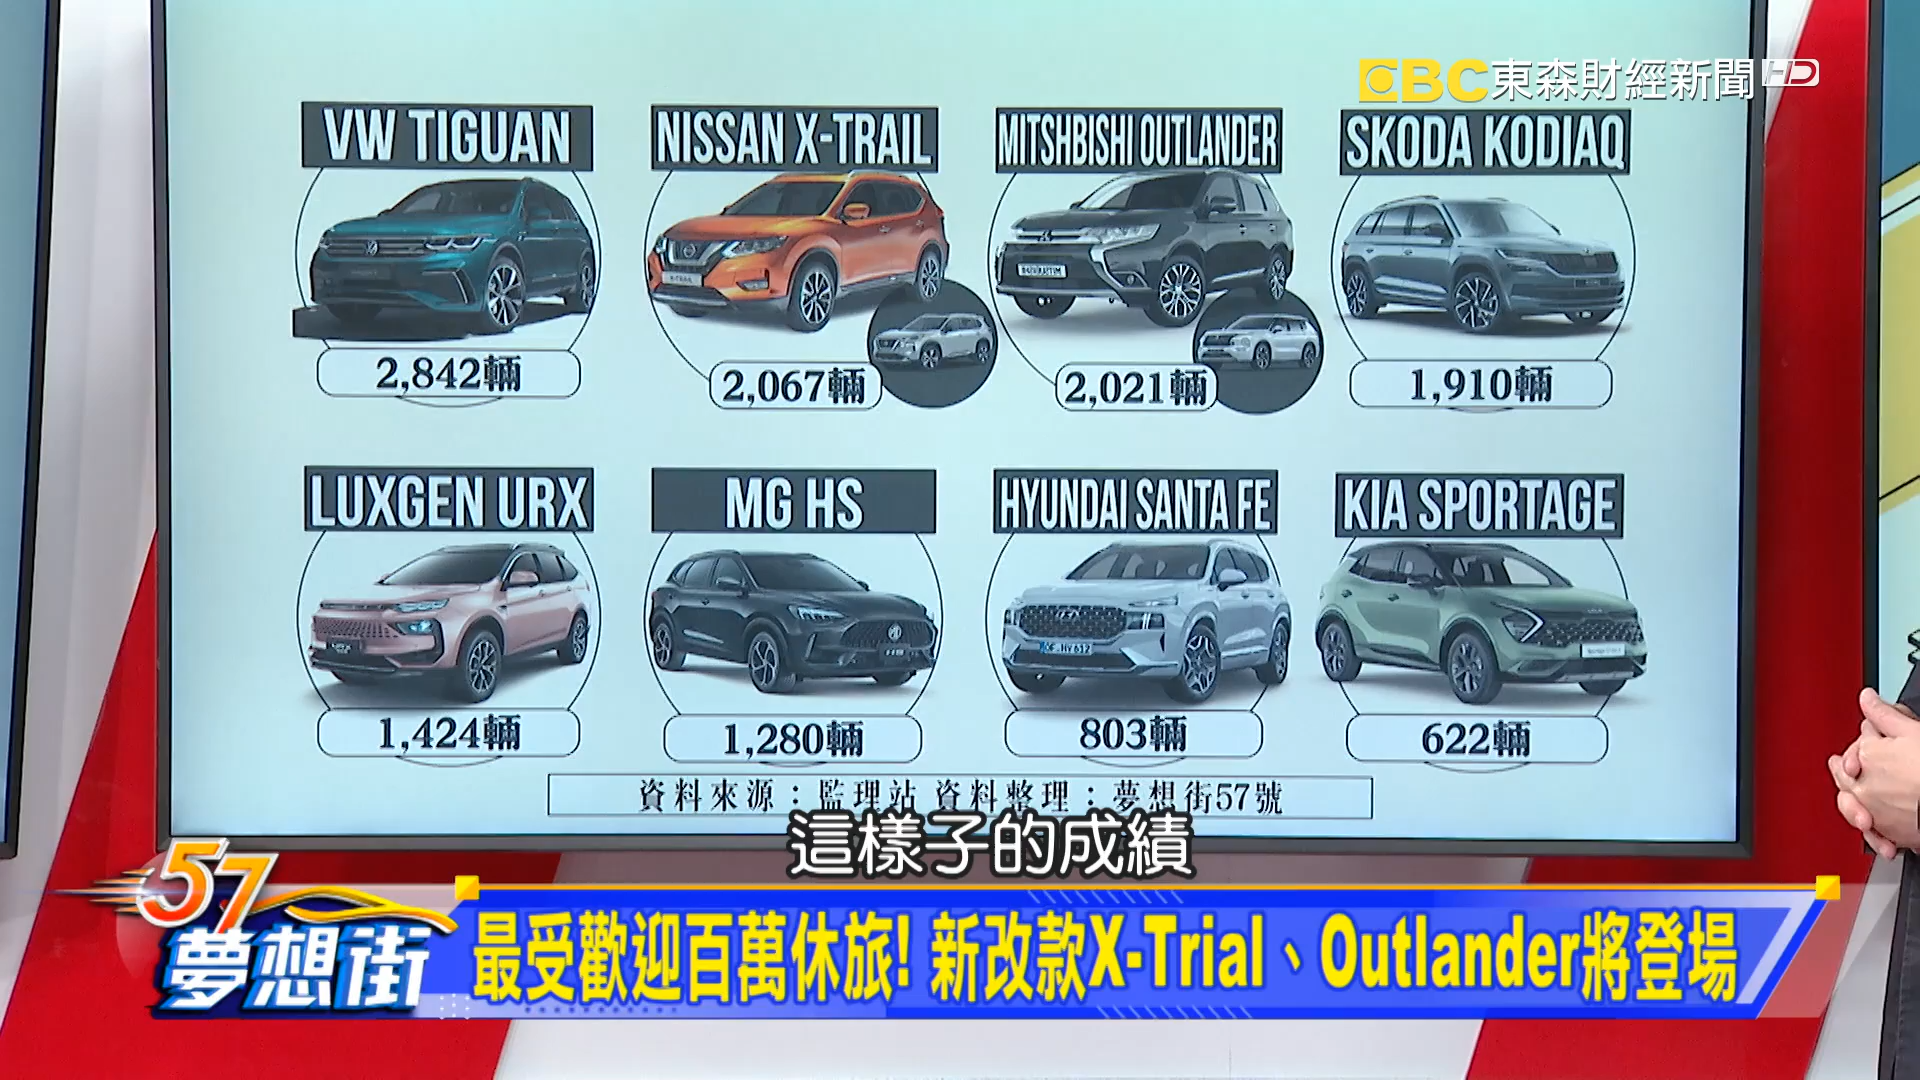 EBC東森財經新聞HD
VW TIGUAN
2,842輛
NISSAN X-TRAIL
2,067輛
MITSHBISHI OUTLANDER
2,021輛
SKODA KODIAQ
1,910輛
LUXGEN URX
1,424輛
MG HS
1,280輛
HYUNDAI SANTA FE
803輛
KIA SPORTAGE
622輛
資料來源：監理站 資料整理：夢想街57號
這樣子的成績
57
夢想街
最受歡迎百萬休旅! 新改款X-Trial、Outlander將登場